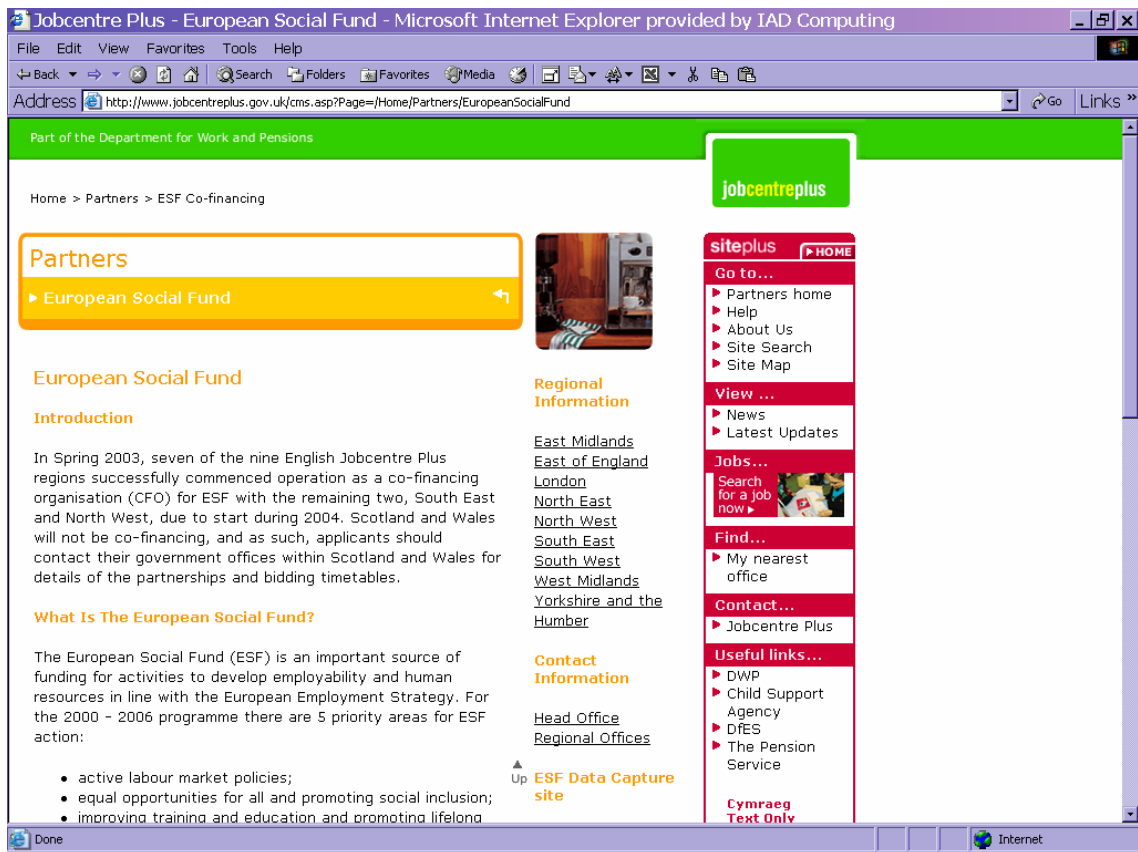 Jobcentre Plus - European Social Fund - Microsoft Internet Explorer provided by IAD Computing
File Edit View Favorites Tools Help
Back Search Folders Favorites Media
Address http://www.jobcentreplus.gov.uk/cms.asp?Page=/Home/Partners/EuropeanSocialFund Go Links »
Part of the Department for Work and Pensions
jobcentreplus
Home > Partners > ESF Co-financing
Partners
European Social Fund
European Social Fund
Introduction
In Spring 2003, seven of the nine English Jobcentre Plus
regions successfully commenced operation as a co-financing
organisation (CFO) for ESF with the remaining two, South East
and North West, due to start during 2004. Scotland and Wales
will not be co-financing, and as such, applicants should
contact their government offices within Scotland and Wales for
details of the partnerships and bidding timetables.
What Is The European Social Fund?
The European Social Fund (ESF) is an important source of
funding for activities to develop employability and human
resources in line with the European Employment Strategy. For
the 2000 - 2006 programme there are 5 priority areas for ESF
action:
• active labour market policies;
• equal opportunities for all and promoting social inclusion;
• improving training and education and promoting lifelong
Up
Regional
Information
East Midlands
East of England
London
North East
North West
South East
South West
West Midlands
Yorkshire and the
Humber
Contact
Information
Head Office
Regional Offices
ESF Data Capture
site
siteplus HOME
Go to...
Partners home
Help
About Us
Site Search
Site Map
View ...
News
Latest Updates
Jobs...
Search
for a job
now
Find...
My nearest
office
Contact...
Jobcentre Plus
Useful links...
DWP
Child Support
Agency
DfES
The Pension
Service
Cymraeg
Text Only
Done
Internet